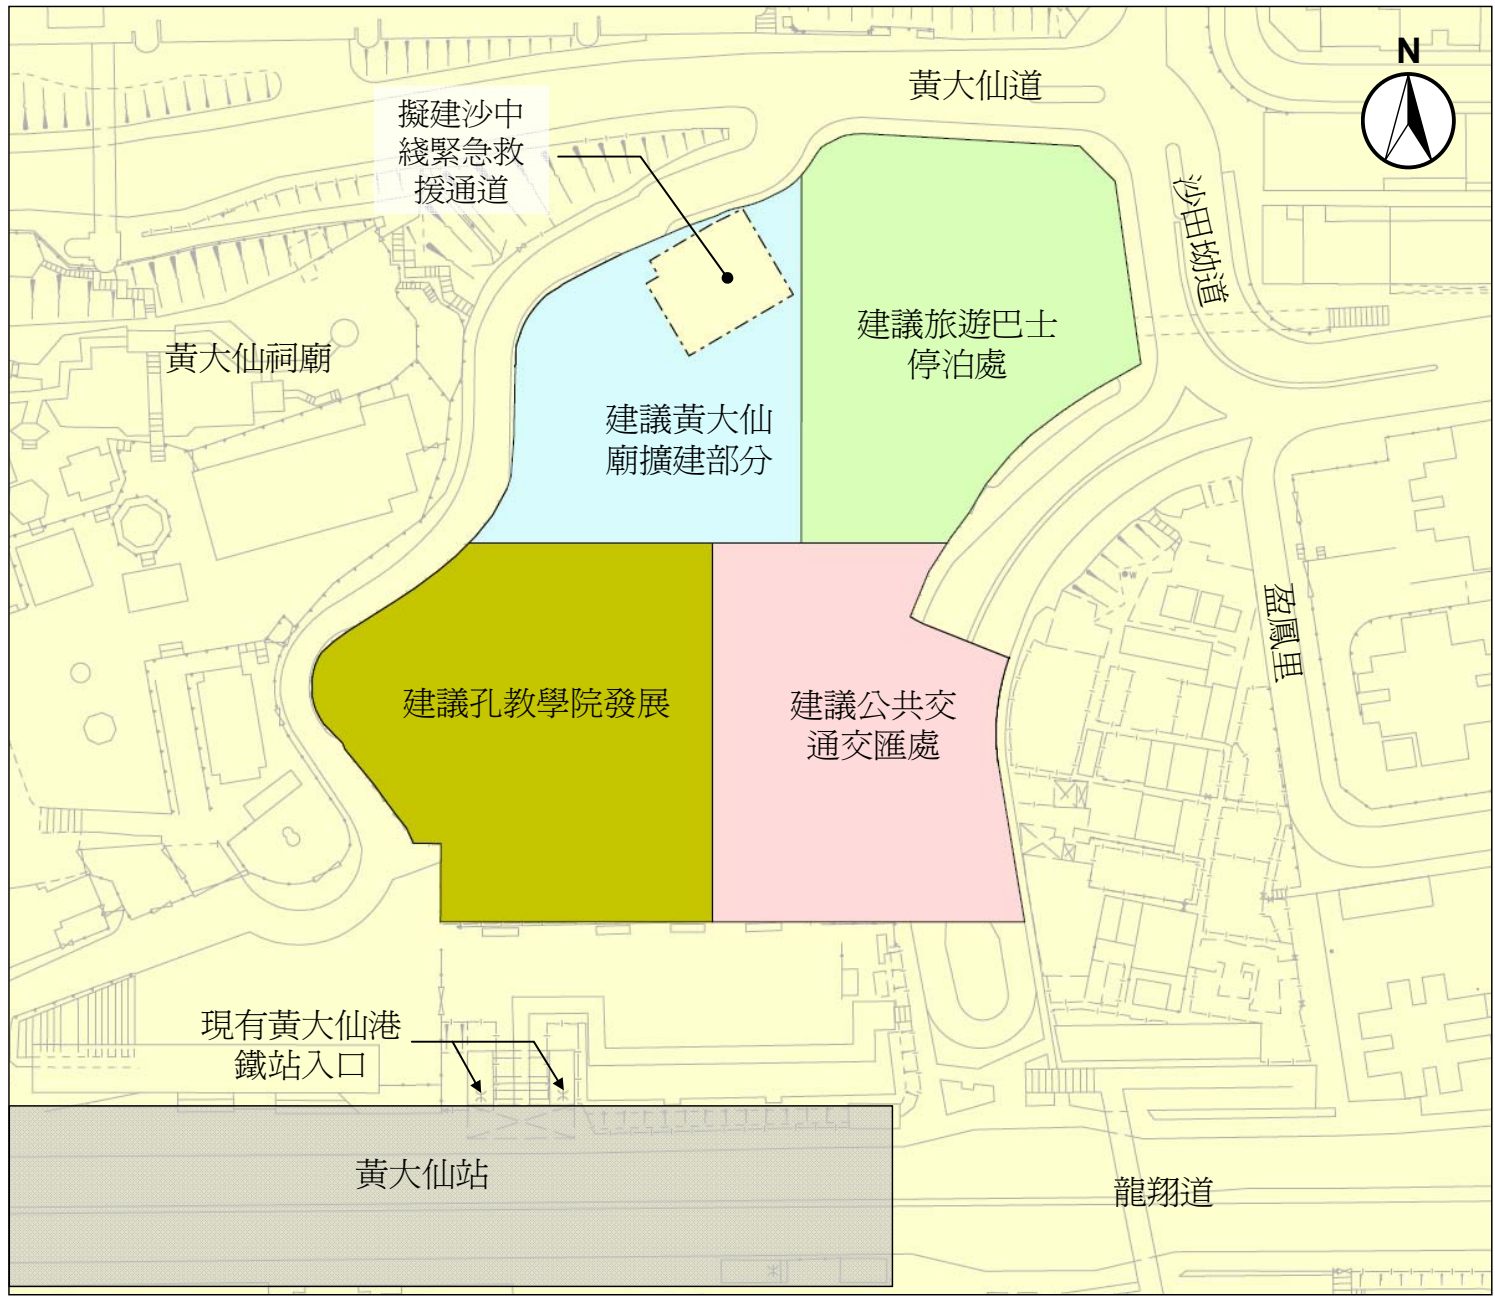 N
黃大仙道
擬建沙中
綫緊急救
援通道
沙田坳道
建議旅遊巴士
停泊處
黃大仙祠廟
建議黃大仙
廟擴建部分
盈鳳里
建議孔教學院發展
建議公共交
通交匯處
現有黃大仙港
鐵站入口
黃大仙站
龍翔道